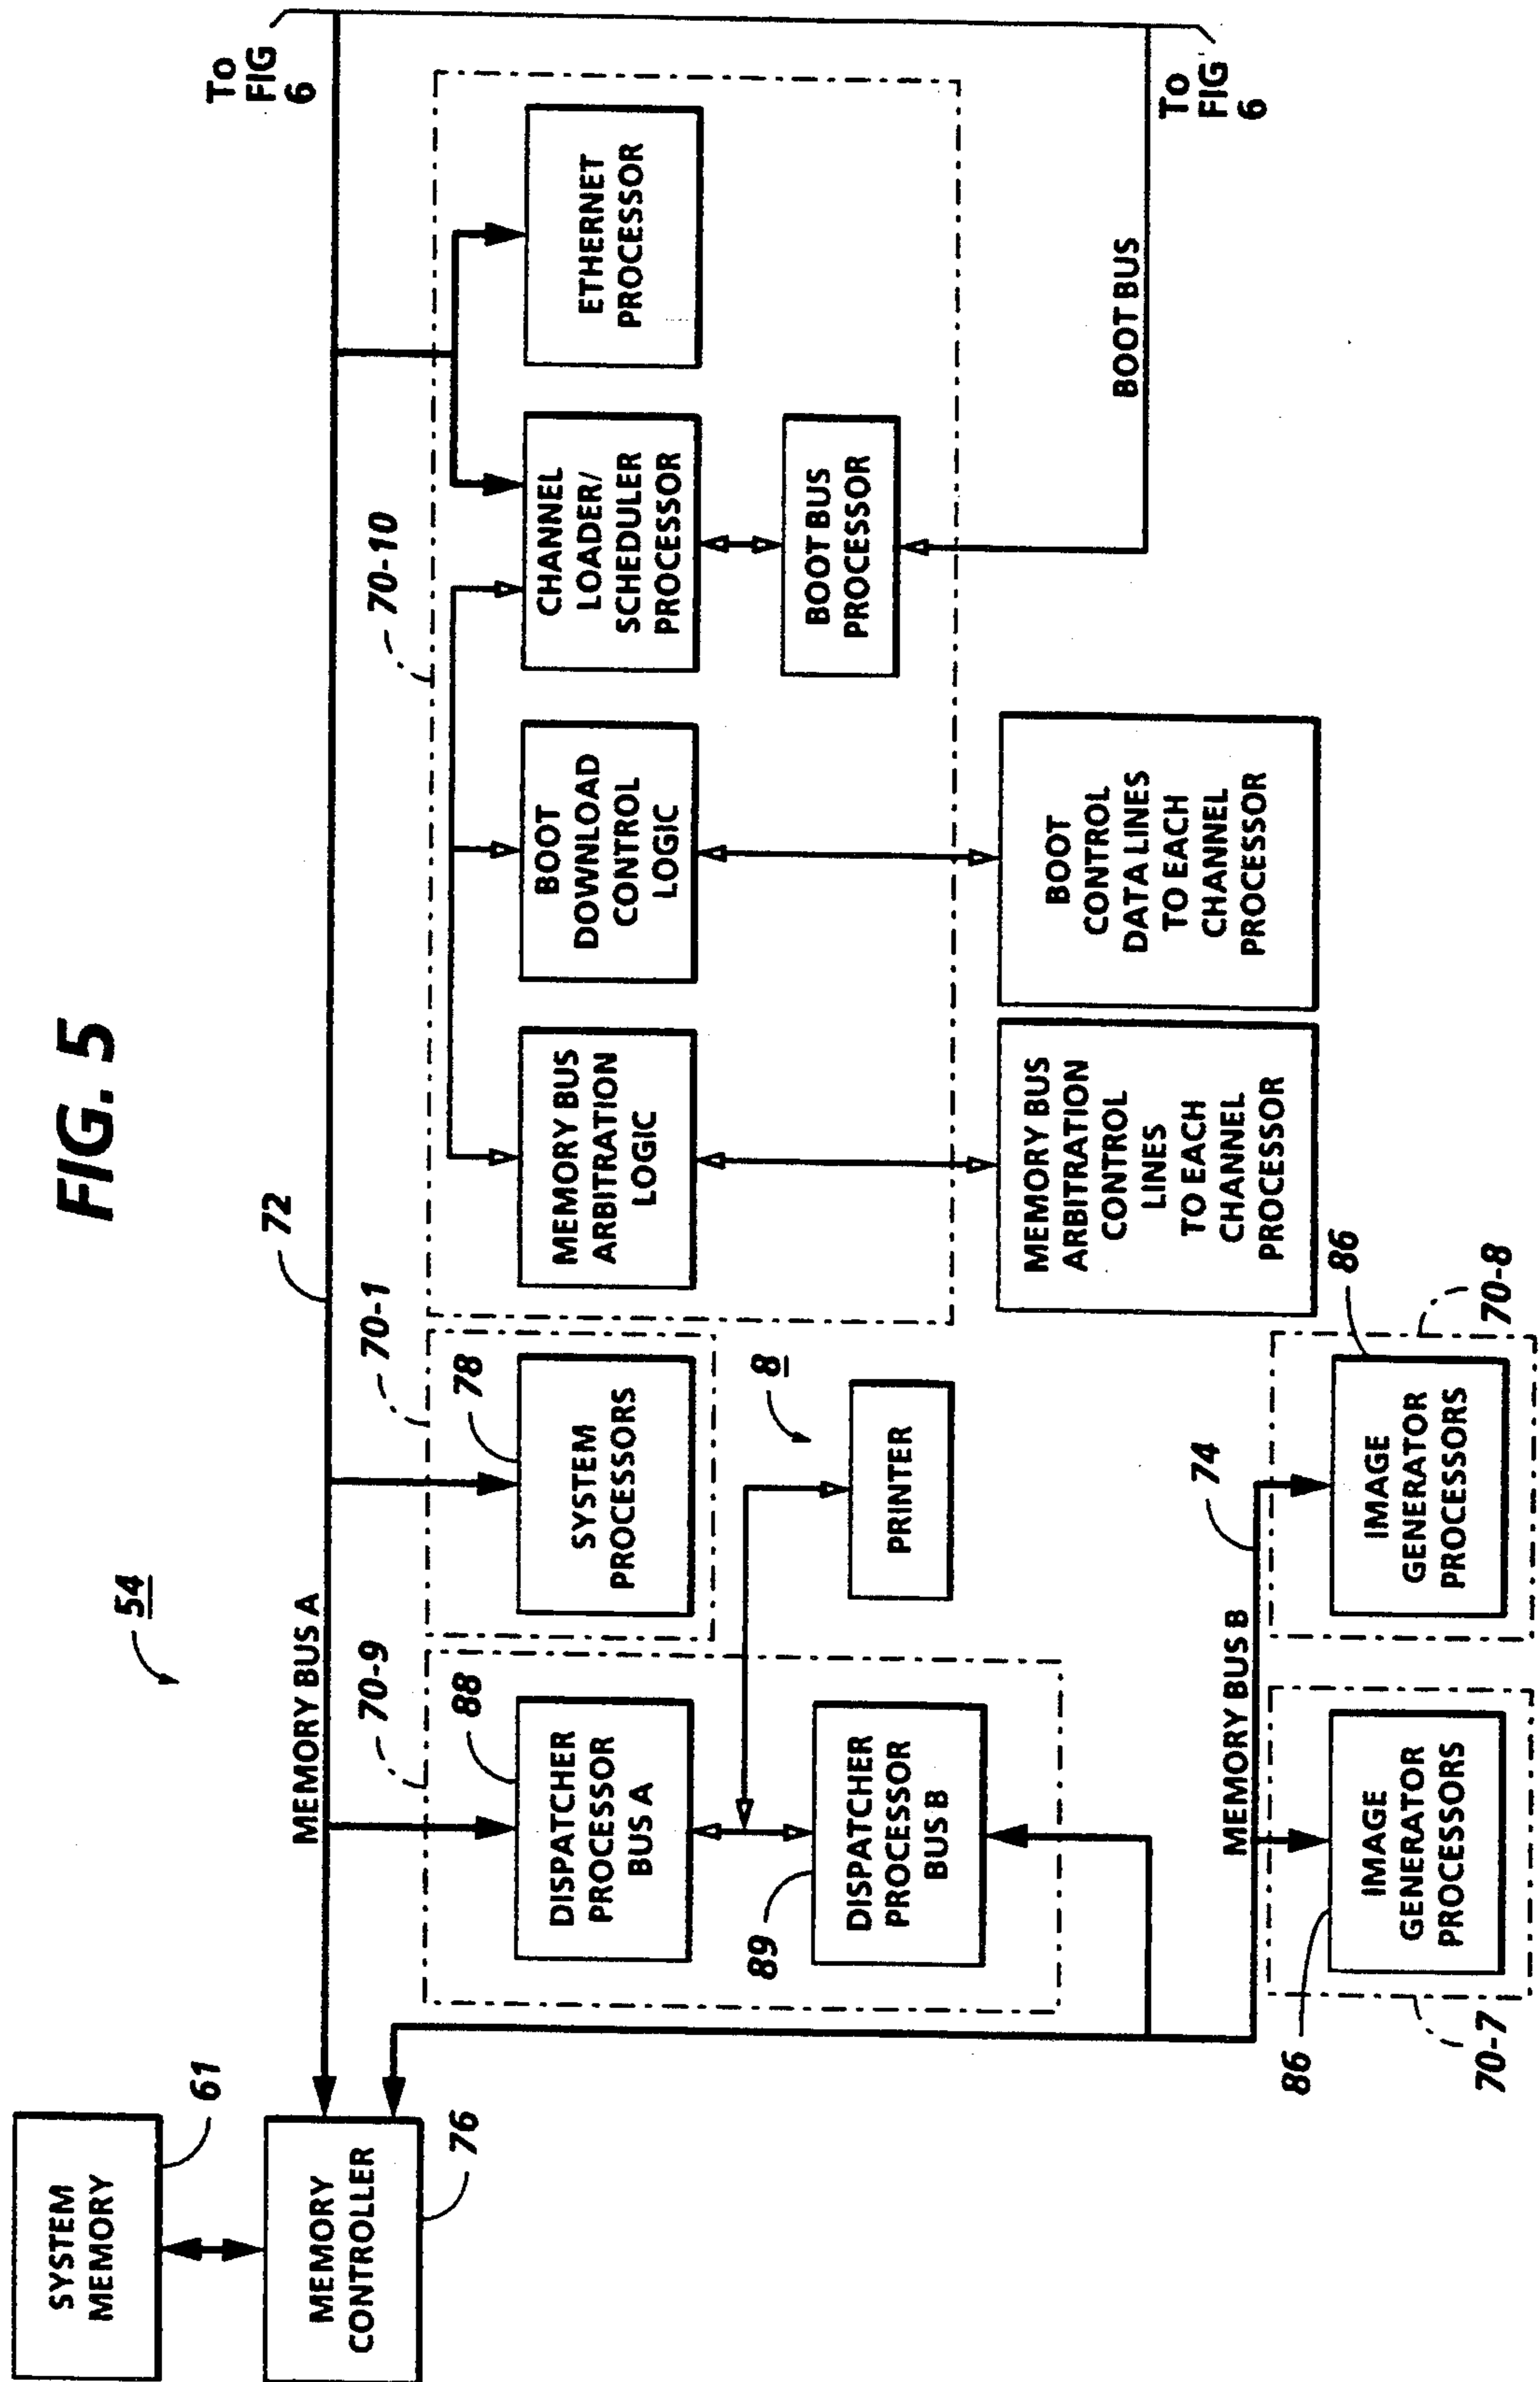 FIG. 5
54
To
FIG
6
SYSTEM
MEMORY
61
MEMORY
CONTROLLER
76
MEMORY BUS A
72
70-9
88
DISPATCHER
PROCESSOR
BUS A
89
DISPATCHER
PROCESSOR
BUS B
70-1
78
SYSTEM
PROCESSORS
8
PRINTER
70-10
MEMORY BUS
ARBITRATION
LOGIC
BOOT
DOWNLOAD
CONTROL
LOGIC
CHANNEL
LOADER/
SCHEDULER
PROCESSOR
ETHERNET
PROCESSOR
BOOT BUS
PROCESSOR
MEMORY BUS
ARBITRATION
CONTROL
LINES
TO EACH
CHANNEL
PROCESSOR
BOOT
CONTROL
DATA LINES
TO EACH
CHANNEL
PROCESSOR
BOOT BUS
To
FIG
6
MEMORY BUS B
74
86
IMAGE
GENERATOR
PROCESSORS
70-7
86
IMAGE
GENERATOR
PROCESSORS
70-8